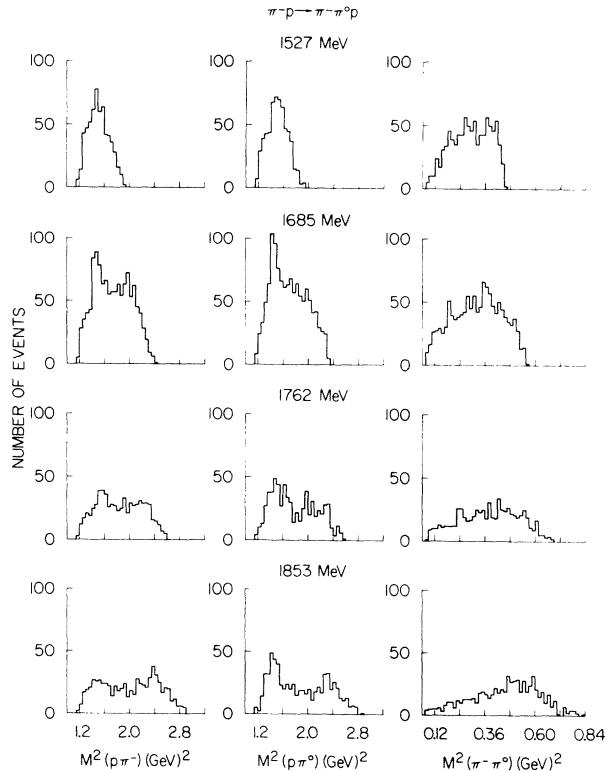 π-p → π-π°p
1527 MeV
100 100 100
50 50 50
0 0 0
1685 MeV
100 100 100
50 50 50
0 0 0
1762 MeV
100 100 100
50 50 50
0 0 0
1853 MeV
100 100 100
50 50 50
0 0 0
1.2 2.0 2.8 1.2 2.0 2.8 0.12 0.36 0.60 0.84
M²(pπ-)(GeV)² M²(pπ°)(GeV)² M²(π-π°)(GeV)²
NUMBER OF EVENTS